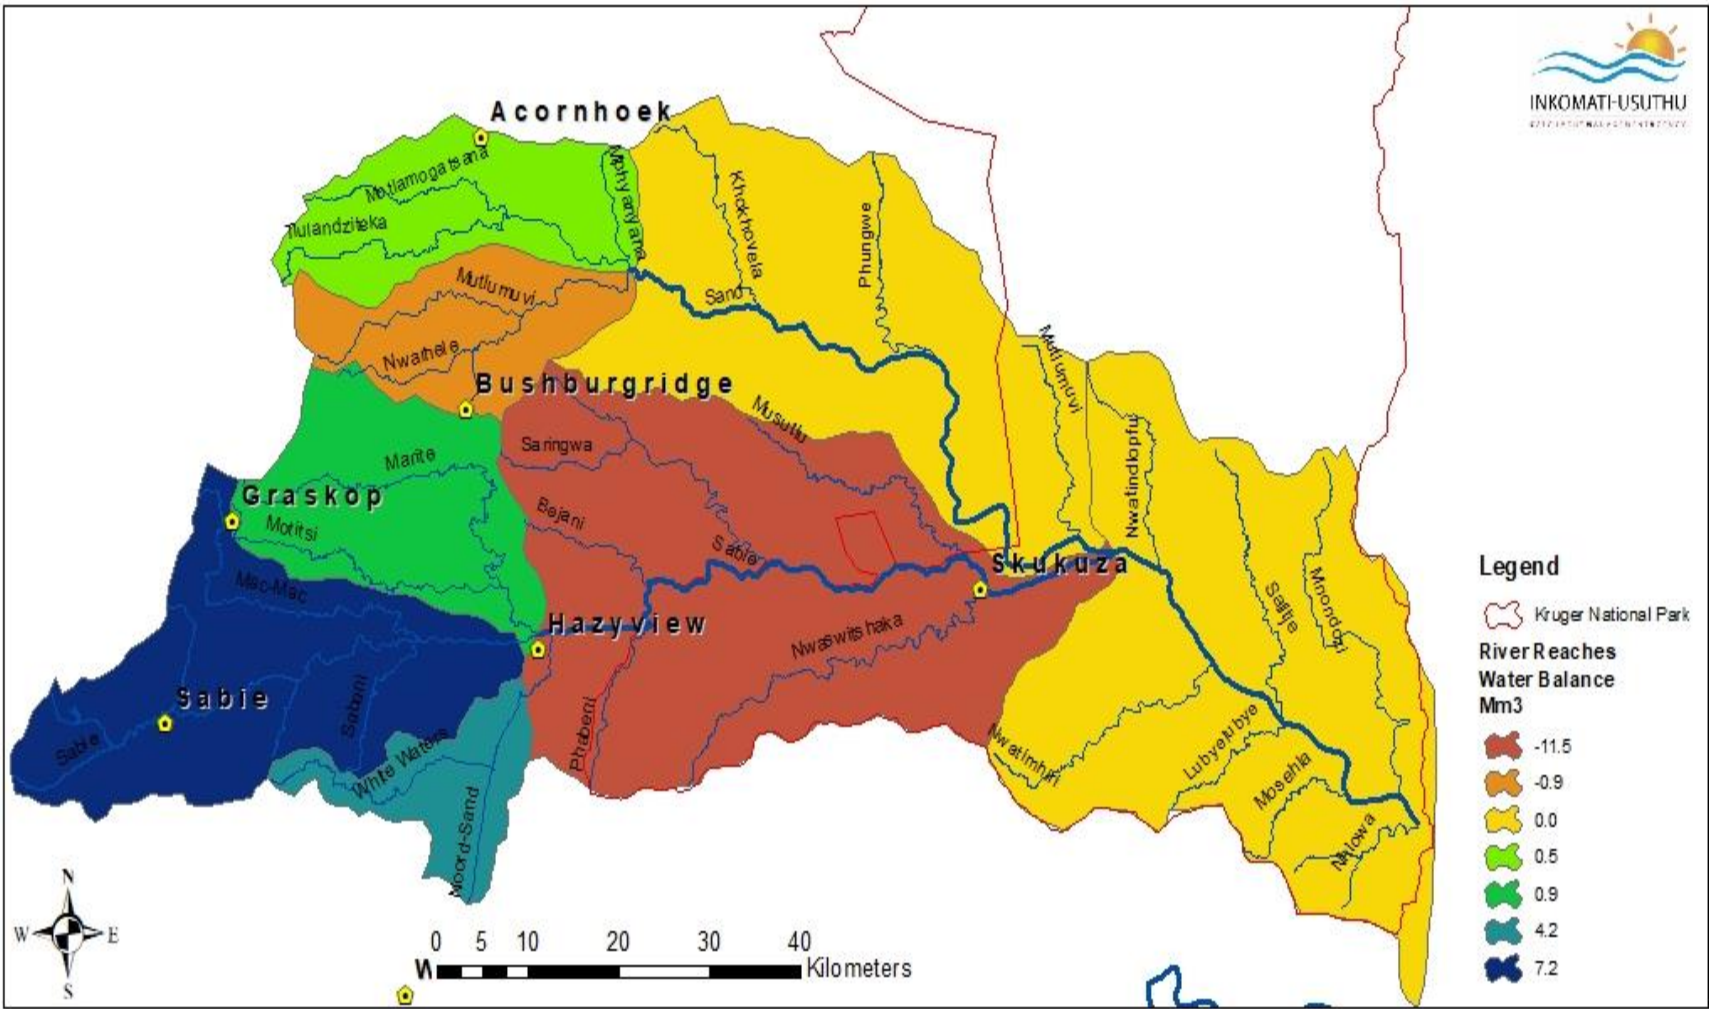 INKOMATI-USUTHU
Acornhoek
Motlamogatsana
Mphyanyana
Tlulandziteka
Khokhovela
Phungwe
Mutlumuvi
Sand
Nwarhele
Mutlumuvi
Bushburgridge
Musutlu
Nwatindlopfu
Saringwa
Marite
Graskop
Bejani
Motitsi
Sabie
Skukuza
Mac-Mac
Salitje
Mnondozi
Hazyview
Nwaswitshaka
Sabie
Sabani
Phabeni
White Waters
Sabie
Nwatimhiri
Lubyelubye
Mosehla
Noord-Sand
Nhlowa
Legend
Kruger National Park
River Reaches
Water Balance
Mm3
-11.5
-0.9
0.0
0.5
0.9
4.2
7.2
N
W E
S
0 5 10 20 30 40
Kilometers